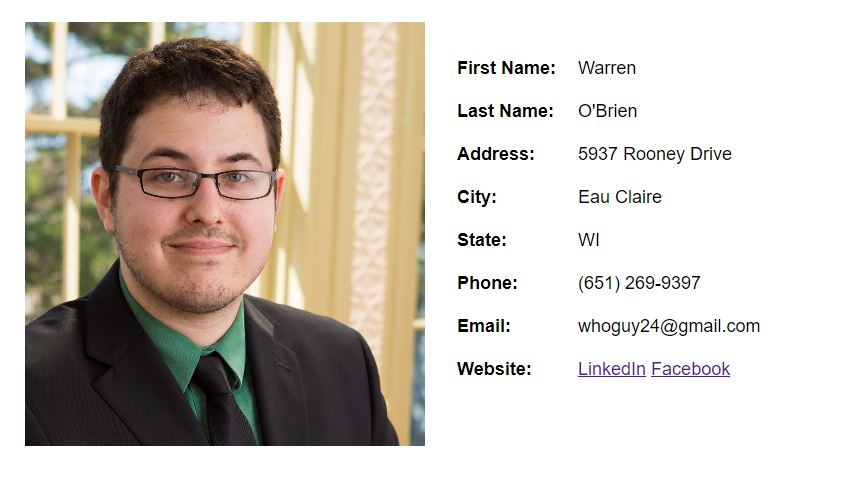 First Name: Warren
Last Name: O'Brien
Address: 5937 Rooney Drive
City: Eau Claire
State: WI
Phone: (651) 269-9397
Email: whoguy24@gmail.com
Website: LinkedIn Facebook